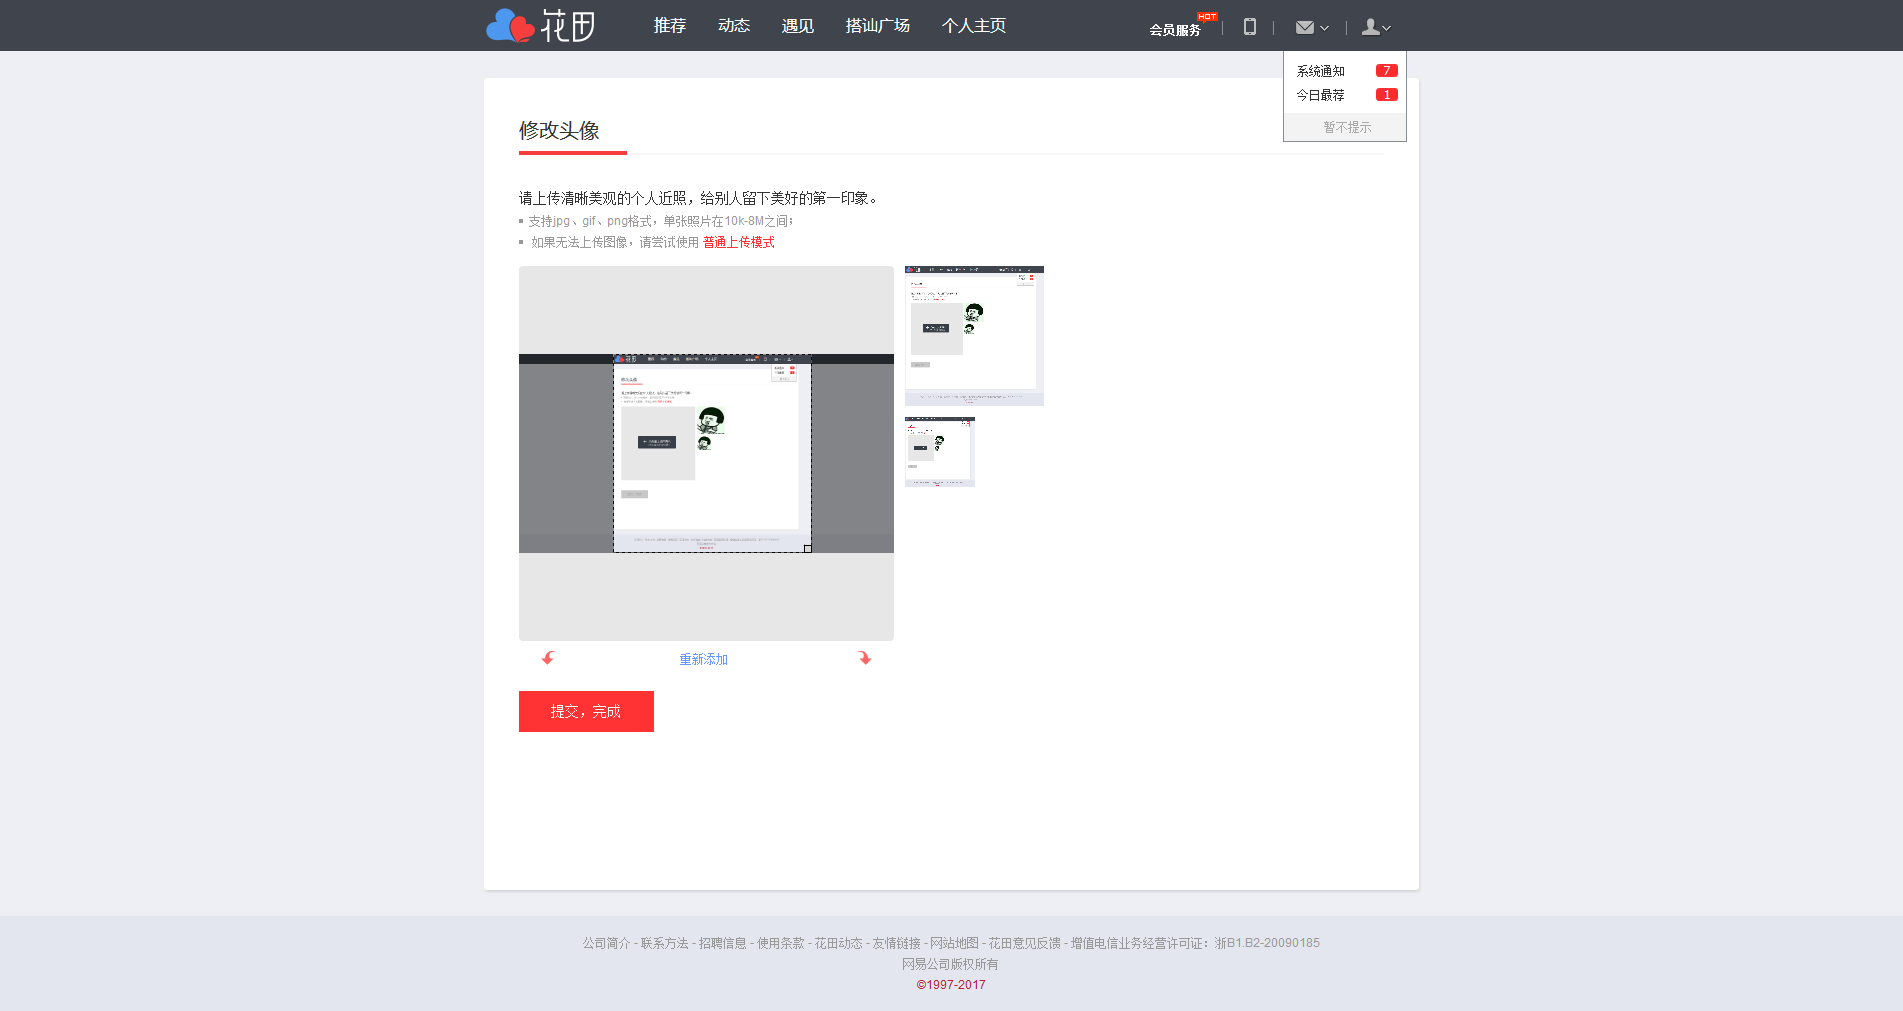 花田
推荐 动态 遇见 搭讪广场 个人主页 会员服务 HOT
系统通知 7
今日最荐 1
暂不提示
修改头像
请上传清晰美观的个人近照，给别人留下美好的第一印象。
支持jpg、gif、png格式，单张照片在10k-8M之间；
如果无法上传图像，请尝试使用 普通上传模式
重新添加
提交，完成
公司简介 - 联系方法 - 招聘信息 - 使用条款 - 花田动态 - 友情链接 - 网站地图 - 花田意见反馈 - 增值电信业务经营许可证：浙B1.B2-20090185
网易公司版权所有
©1997-2017